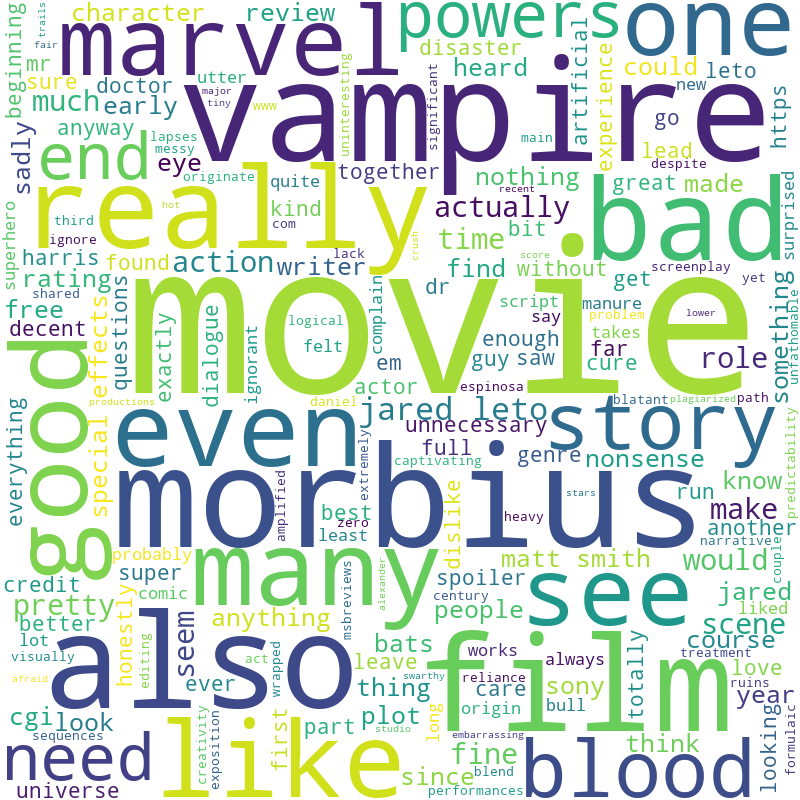 trails
character
review
powers
one
fair
marvel
disaster
artificial
experience
could
leto
beginning
mr
sure
doctor
utter
major
tiny
www
uninteresting
heard
significant
new
https
much
early
vampire
go
sadly
anyway
lapses
messy
end
eye
together
main
lead
despite
originate
quite
nothing
recent
great
made
surprised
superhero
really
hot
kind
actually
bad
third
com
time
bit
ignore
lack
crush
score
screenplay
yet
harris
found
action
writer
find
without
get
something
unfathomable
rating
dr
shared
movie
lower
free
special effects
questions
exactly
dialogue
ignorant
logical
felt
complain
script
say
manure
problem
takes
decent
enough
far
guy
saw
cure
role
em
actor
espinosa
blatant
plagiarized
path
productions
daniel
good
even
jared leto
story
everything
unnecessary
full
genre
nonsense
predictability
captivating
know
amplified
extremely
morbius
stars
run
best
zero
heavy
make
least
another
narrative
couple
probably
many
dislike
matt smith
would
credit
super
spoiler
see
jared
alexander
comic
century
liked
pretty
honestly
anything
msbreviews
people
scene
better
seem
bats
course
lot
editing
also
act
wrapped
leave
works
always
totally
treatment
visually
film
love
afraid
ever
swarthy
reliance
ruins
thing
care
sony
year
cgi
look
creativity
exposition
first
part
plot
long
origin
bull
looking
formulaic
studio
sequences
embarrassing
need
like
fine
think
since
blend
blood
universe
performances